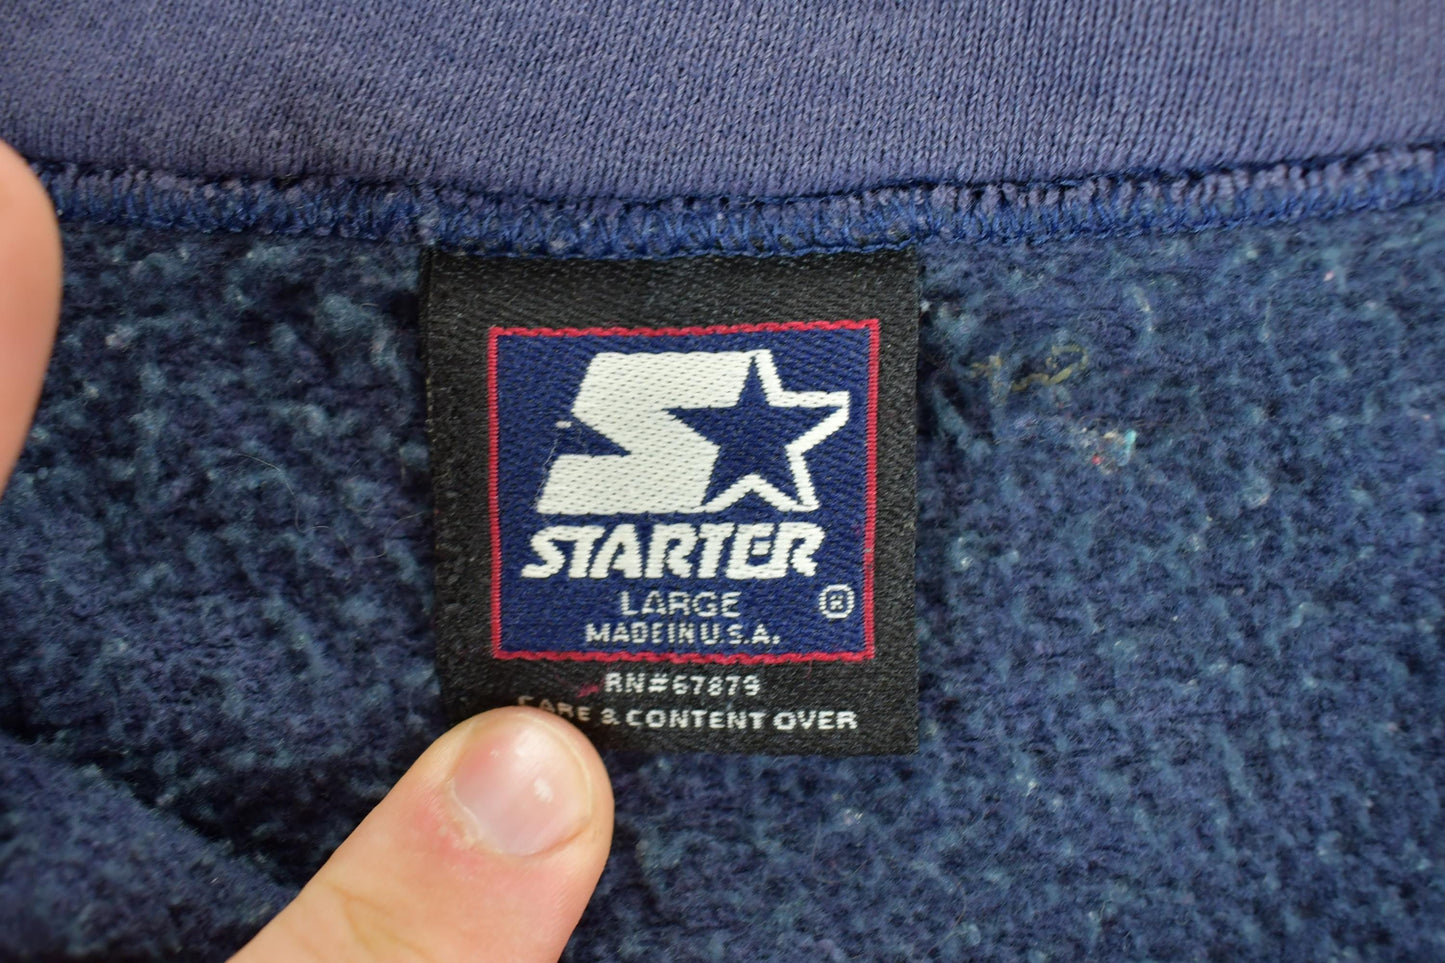 STARTER
LARGE ®
MADE IN U.S.A.
RN#67879
CARE & CONTENT OVER